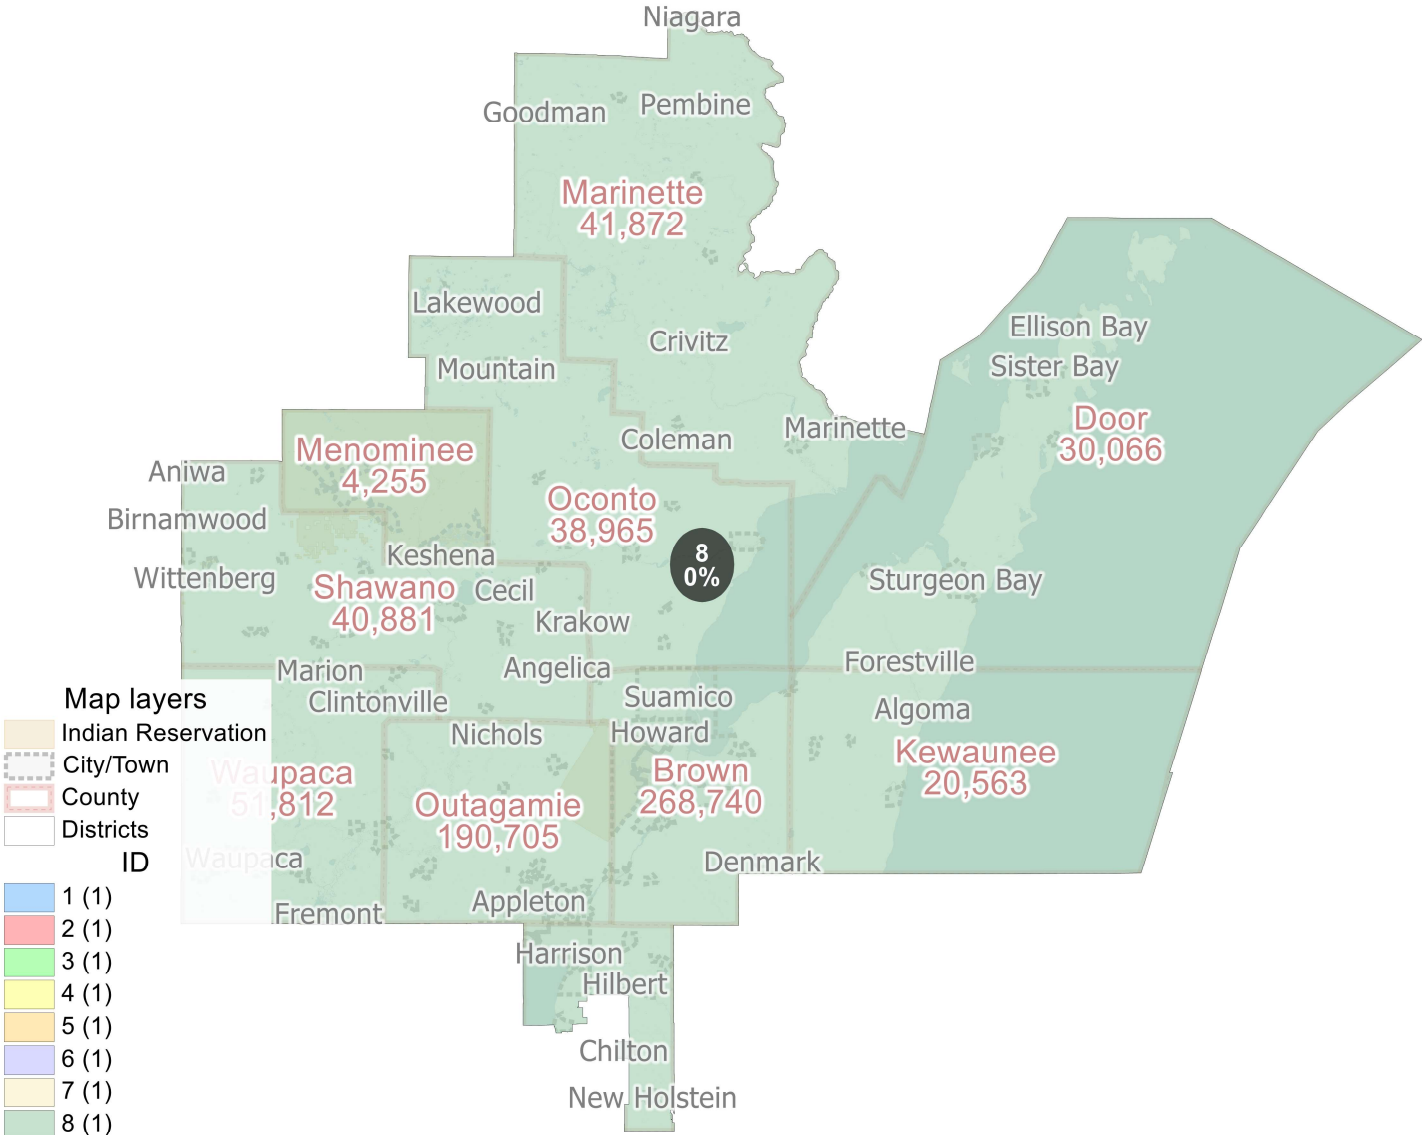 Niagara
Goodman
Pembine
Marinette
41,872
Lakewood
Crivitz
Ellison Bay
Sister Bay
Mountain
Door
30,066
Marinette
Coleman
Menominee
4,255
Aniwa
Oconto
38,965
Birnamwood
Keshena
8
0%
Wittenberg
Shawano
40,881
Cecil
Sturgeon Bay
Krakow
Marion
Angelica
Forestville
Clintonville
Suamico
Algoma
Nichols
Howard
Kewaunee
20,563
Waupaca
51,812
Brown
268,740
Outagamie
190,705
Waupaca
Denmark
Fremont
Appleton
Harrison
Hilbert
Chilton
New Holstein
Map layers
Indian Reservation
City/Town
County
Districts
ID
1 (1)
2 (1)
3 (1)
4 (1)
5 (1)
6 (1)
7 (1)
8 (1)